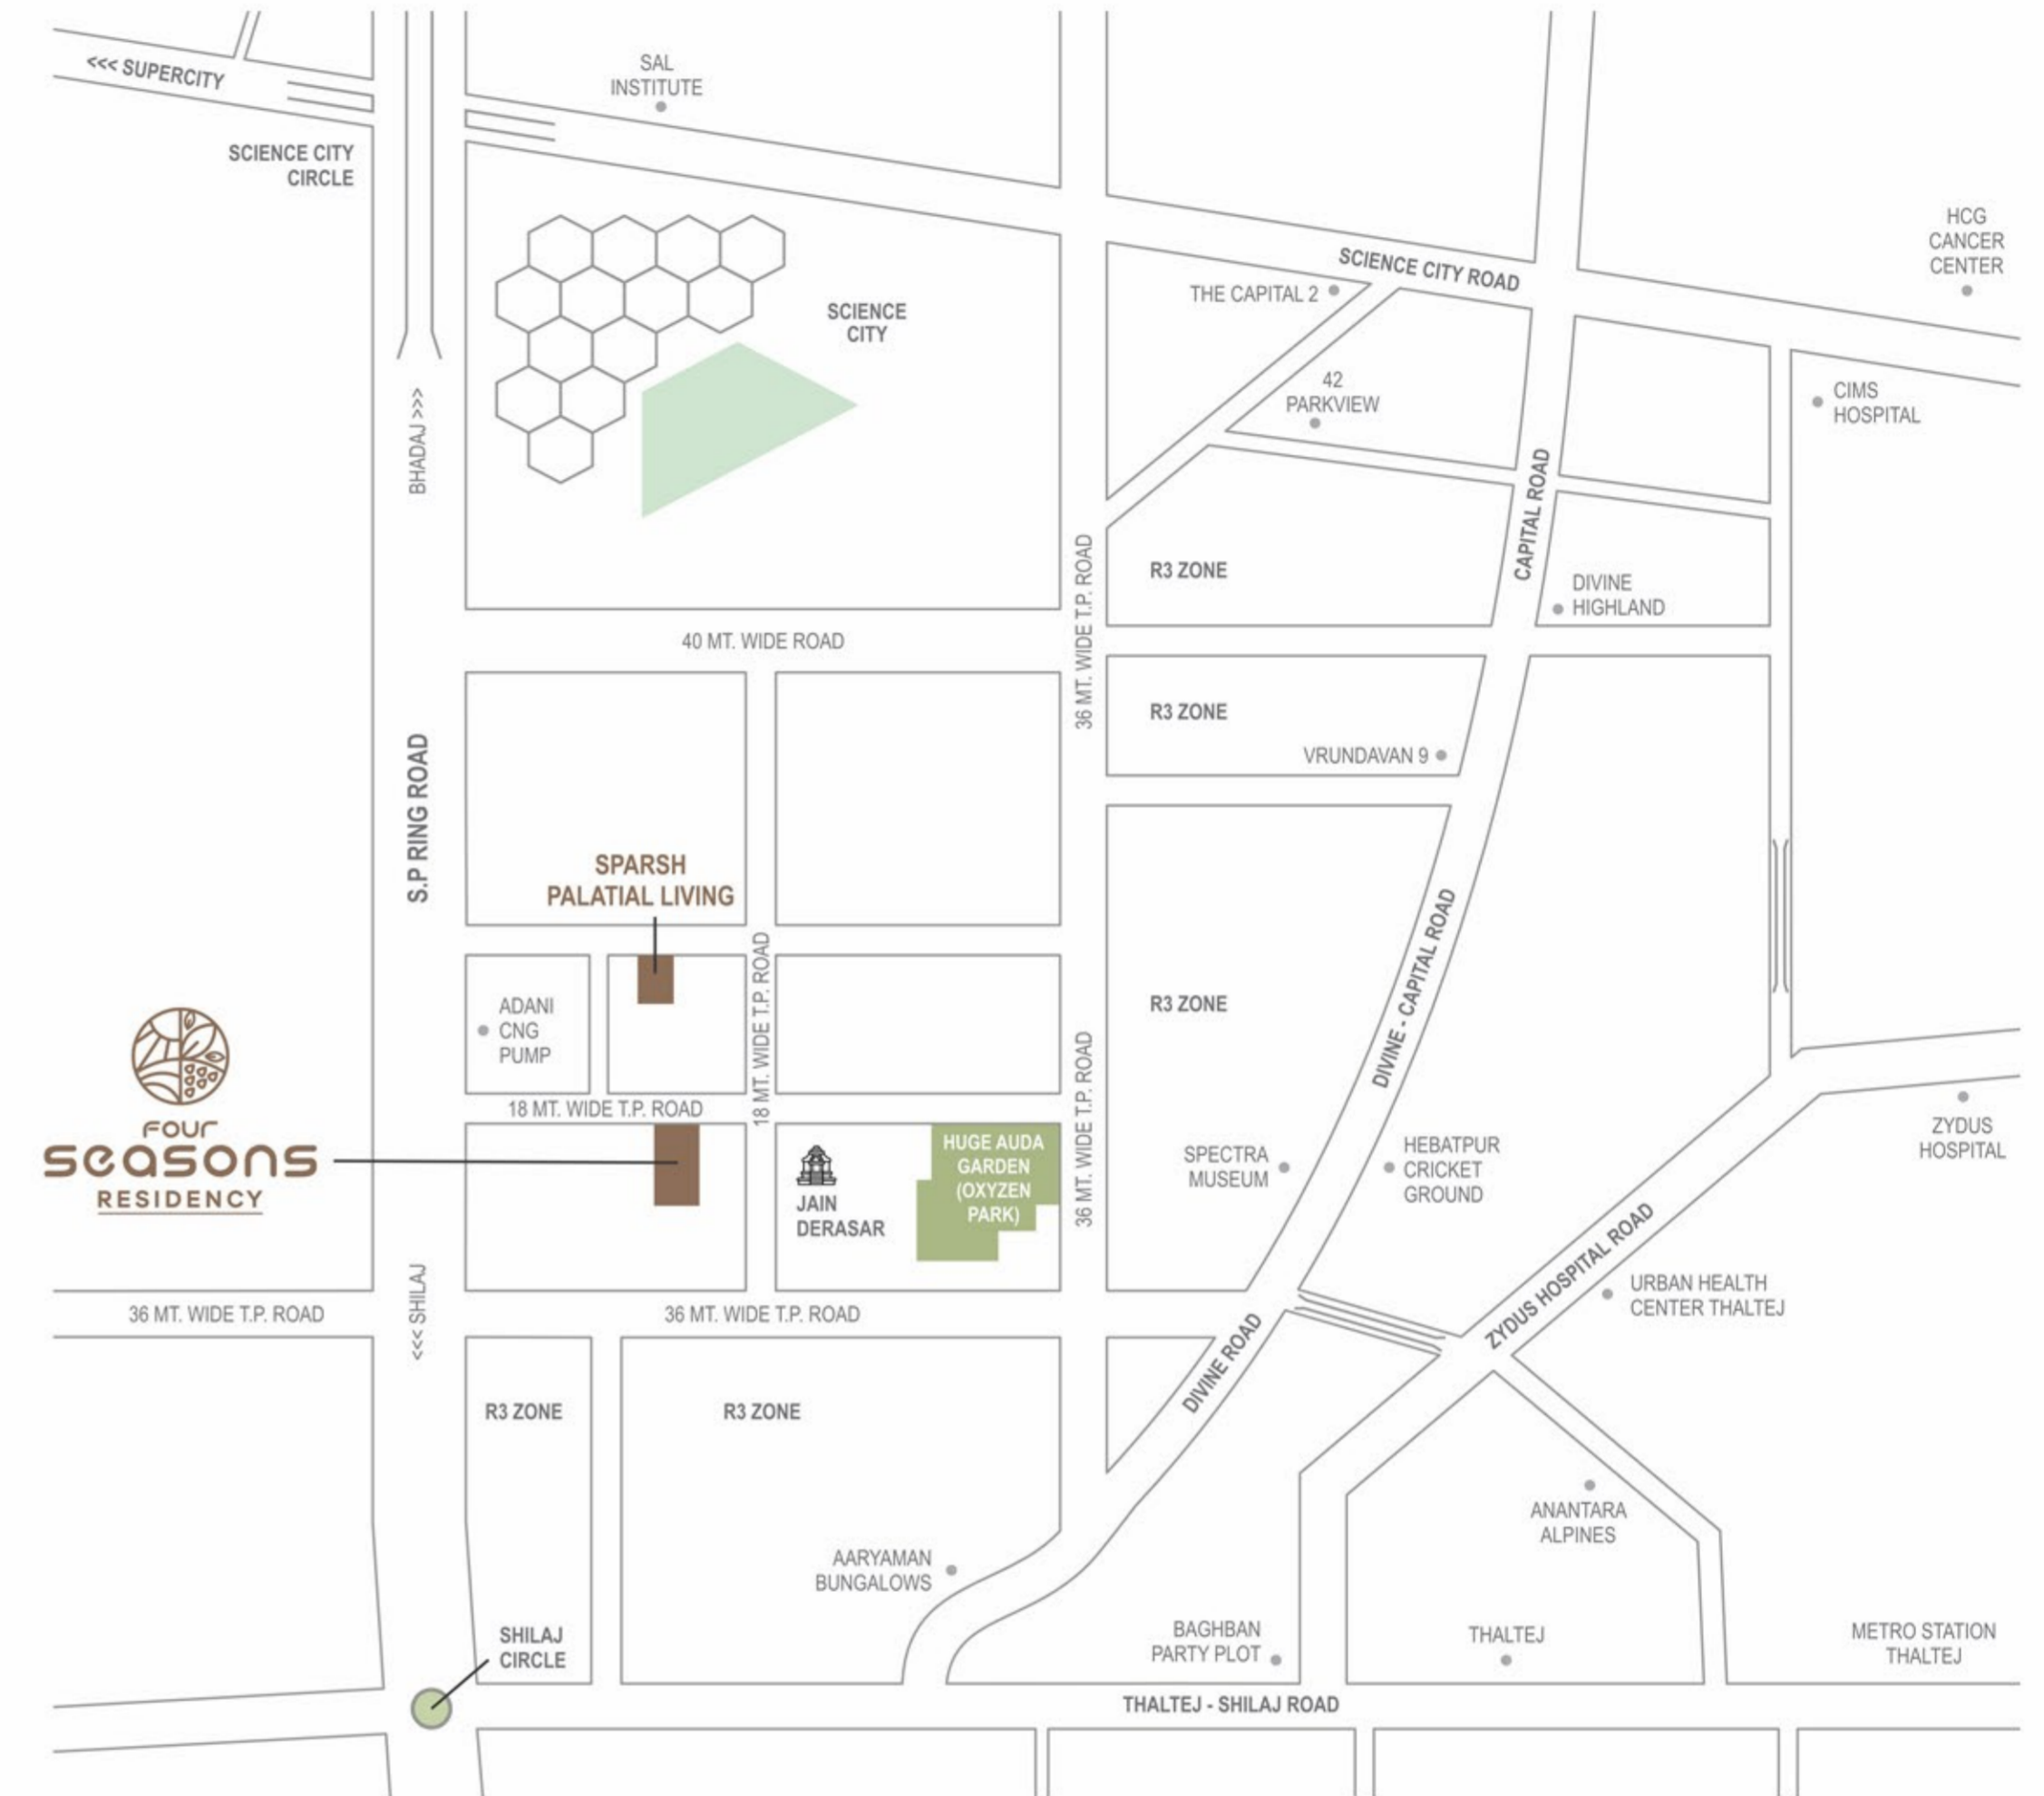 <<< SUPERCITY
SAL
INSTITUTE
SCIENCE CITY
CIRCLE
HCG
CANCER
CENTER
SCIENCE CITY ROAD
THE CAPITAL 2
SCIENCE
CITY
42
PARKVIEW
CIMS
HOSPITAL
BHADAJ >>>
CAPITAL ROAD
36 MT. WIDE T.P. ROAD
R3 ZONE
DIVINE
HIGHLAND
40 MT. WIDE ROAD
R3 ZONE
VRUNDAVAN 9
S.P RING ROAD
SPARSH
PALATIAL LIVING
18 MT. WIDE T.P. ROAD
DIVINE - CAPITAL ROAD
R3 ZONE
ADANI
CNG
PUMP
36 MT. WIDE T.P. ROAD
18 MT. WIDE T.P. ROAD
FOUR
SEASONS
RESIDENCY
HUGE AUDA
GARDEN
(OXYZEN
PARK)
JAIN
DERASAR
SPECTRA
MUSEUM
HEBATPUR
CRICKET
GROUND
ZYDUS
HOSPITAL
ZYDUS HOSPITAL ROAD
<<< SHILAJ
36 MT. WIDE T.P. ROAD
36 MT. WIDE T.P. ROAD
URBAN HEALTH
CENTER THALTEJ
DIVINE ROAD
R3 ZONE
R3 ZONE
ANANTARA
ALPINES
AARYAMAN
BUNGALOWS
SHILAJ
CIRCLE
BAGHBAN
PARTY PLOT
THALTEJ
METRO STATION
THALTEJ
THALTEJ - SHILAJ ROAD